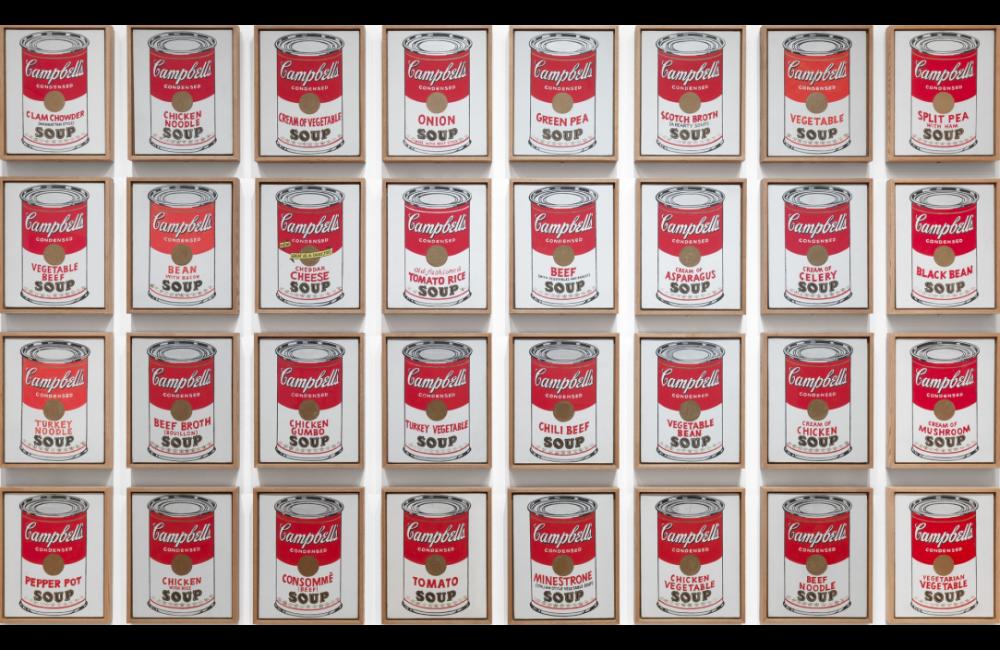 Campbell's
CONDENSED
CLAM CHOWDER
(MANHATTAN STYLE)
SOUP
Campbell's
CONDENSED
CHICKEN
NOODLE
SOUP
Campbell's
CONDENSED
CREAM OF VEGETABLE
SOUP
Campbell's
CONDENSED
ONION
SOUP
Campbell's
CONDENSED
GREEN PEA
SOUP
Campbell's
CONDENSED
SCOTCH BROTH
(A HEARTY SOUP)
SOUP
Campbell's
CONDENSED
VEGETABLE
SOUP
Campbell's
CONDENSED
SPLIT PEA
WITH HAM
SOUP
Campbell's
CONDENSED
VEGETABLE
BEEF
SOUP
Campbell's
CONDENSED
BEAN
WITH BACON
SOUP
Campbell's
CONDENSED
CHEDDAR
CHEESE
SOUP
Campbell's
CONDENSED
Old-fashioned
TOMATO RICE
SOUP
Campbell's
CONDENSED
BEEF
SOUP
Campbell's
CONDENSED
CREAM OF
ASPARAGUS
SOUP
Campbell's
CONDENSED
CREAM OF
CELERY
SOUP
Campbell's
CONDENSED
BLACK BEAN
SOUP
Campbell's
CONDENSED
TURKEY
NOODLE
SOUP
Campbell's
CONDENSED
BEEF BROTH
(BOUILLON)
SOUP
Campbell's
CONDENSED
CHICKEN
GUMBO
SOUP
Campbell's
CONDENSED
TURKEY VEGETABLE
SOUP
Campbell's
CONDENSED
CHILI BEEF
SOUP
Campbell's
CONDENSED
VEGETABLE
BEAN
SOUP
Campbell's
CONDENSED
CREAM OF
CHICKEN
SOUP
Campbell's
CONDENSED
CREAM OF
MUSHROOM
SOUP
Campbell's
CONDENSED
PEPPER POT
SOUP
Campbell's
CONDENSED
CHICKEN
WITH RICE
SOUP
Campbell's
CONDENSED
CONSOMMÉ
(BEEF)
SOUP
Campbell's
CONDENSED
TOMATO
SOUP
Campbell's
CONDENSED
MINESTRONE
SOUP
Campbell's
CONDENSED
CHICKEN
VEGETABLE
SOUP
Campbell's
CONDENSED
BEEF
NOODLE
SOUP
Campbell's
CONDENSED
VEGETARIAN
VEGETABLE
SOUP